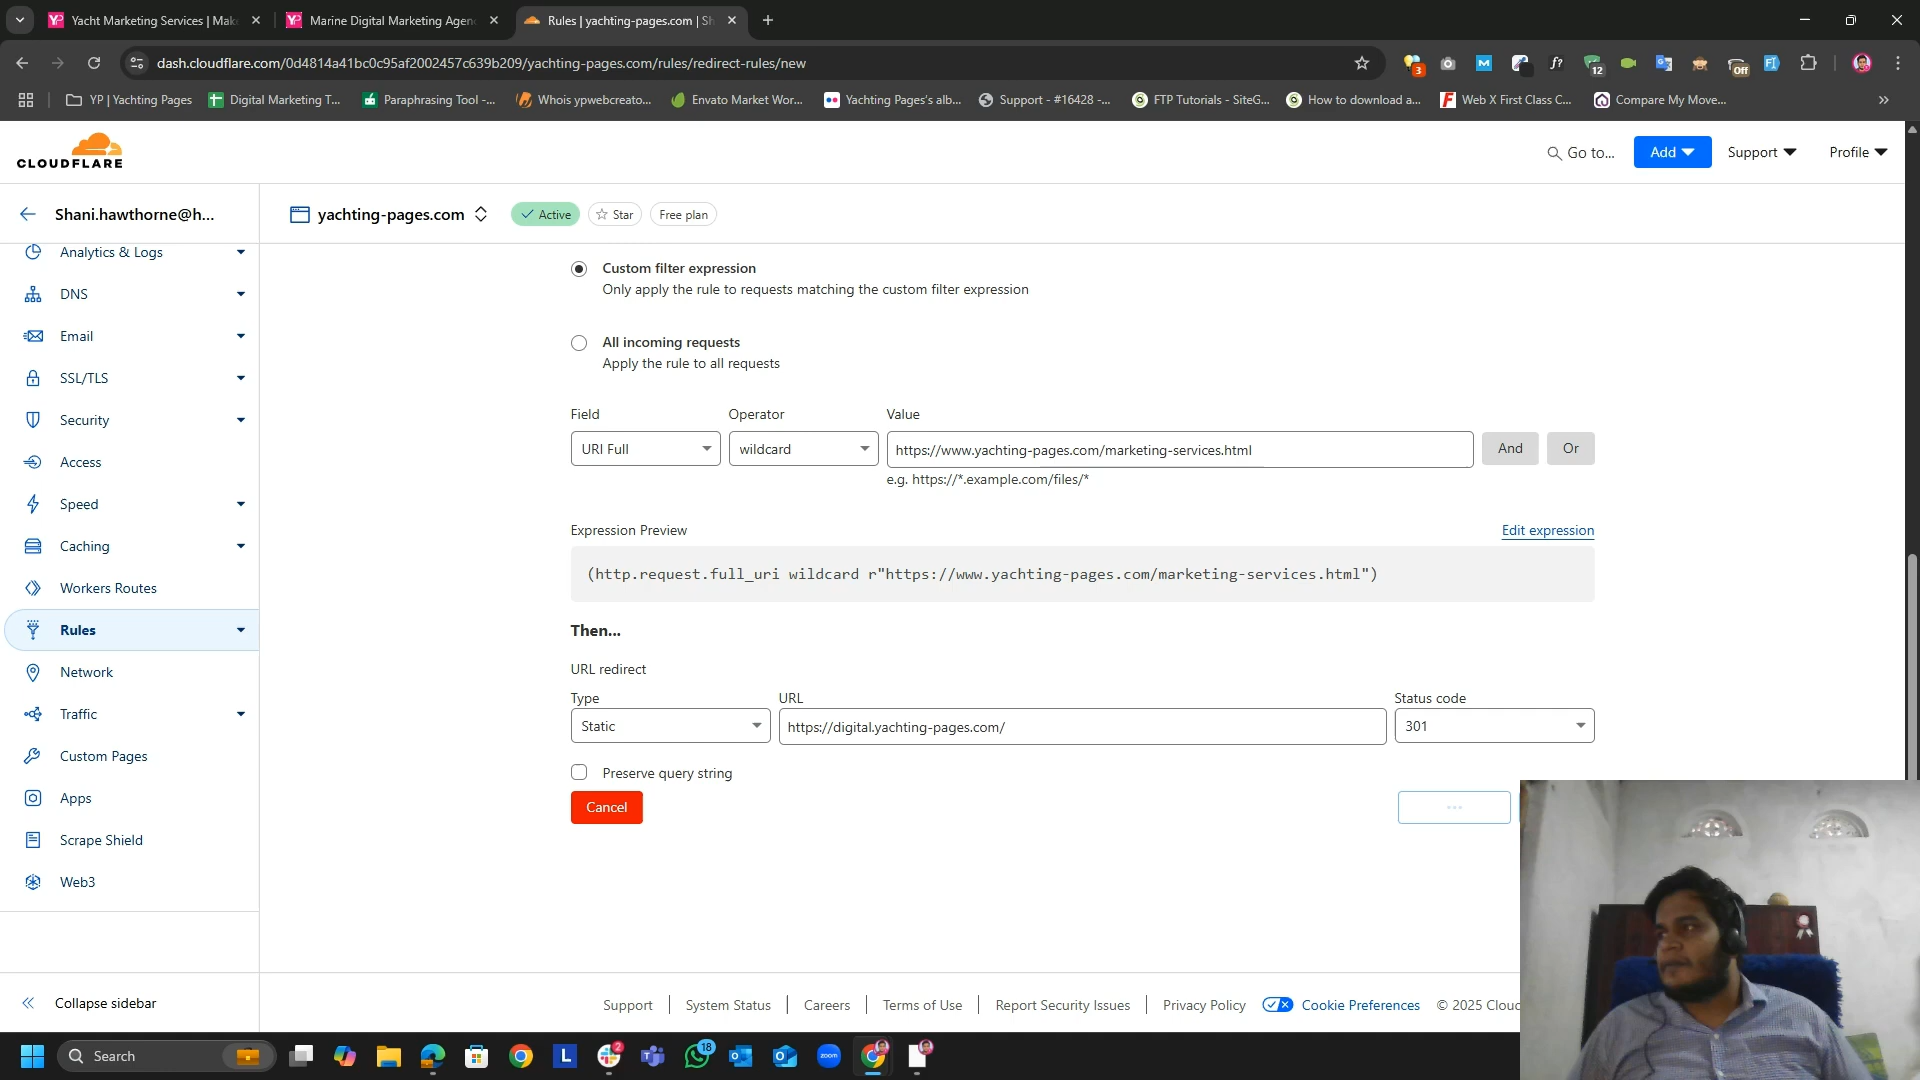 Yacht Marketing Services | Mak
Marine Digital Marketing Agen
Rules | yachting-pages.com | Sh
dash.cloudflare.com/0d4814a41bc0c95af2002457c639b209/yachting-pages.com/rules/redirect-rules/new
3
12
Off
YP | Yachting Pages
Digital Marketing T...
Paraphrasing Tool -...
Whois ypwebcreato...
Envato Market Wor...
Yachting Pages's alb...
Support - #16428 -...
FTP Tutorials - SiteG...
How to download a...
Web X First Class C...
Compare My Move...
CLOUDFLARE
Go to...
Add
Support
Profile
Shani.hawthorne@h...
yachting-pages.com
Active
Star
Free plan
Analytics & Logs
DNS
Email
SSL/TLS
Security
Access
Speed
Caching
Workers Routes
Rules
Network
Traffic
Custom Pages
Apps
Scrape Shield
Web3
Collapse sidebar
Custom filter expression
Only apply the rule to requests matching the custom filter expression
All incoming requests
Apply the rule to all requests
Field
Operator
Value
URI Full
wildcard
https://www.yachting-pages.com/marketing-services.html
And
Or
e.g. https://*.example.com/files/*
Expression Preview
Edit expression
(http.request.full_uri wildcard r"https://www.yachting-pages.com/marketing-services.html")
Then...
URL redirect
Type
URL
Status code
Static
https://digital.yachting-pages.com/
301
Preserve query string
Cancel
Support
System Status
Careers
Terms of Use
Report Security Issues
Privacy Policy
Cookie Preferences
© 2025 Clou
Search
2
18
zoom